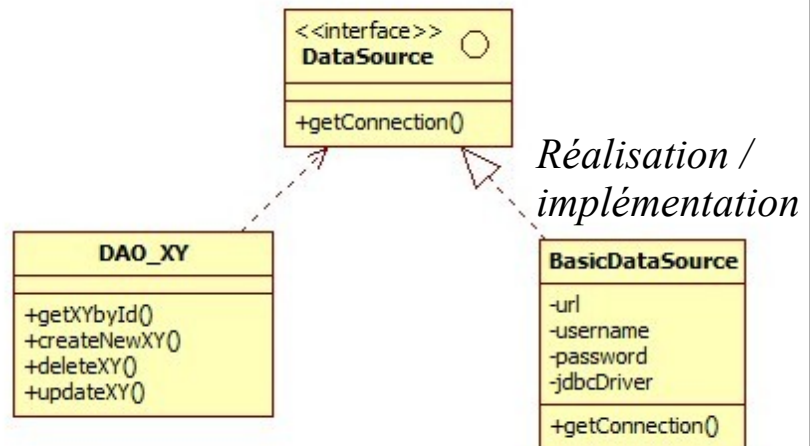 <<interface>>
DataSource
+getConnection()
Réalisation /
implémentation
DAO_XY
+getXYbyId()
+createNewXY()
+deleteXY()
+updateXY()
BasicDataSource
-url
-username
-password
-jdbcDriver
+getConnection()